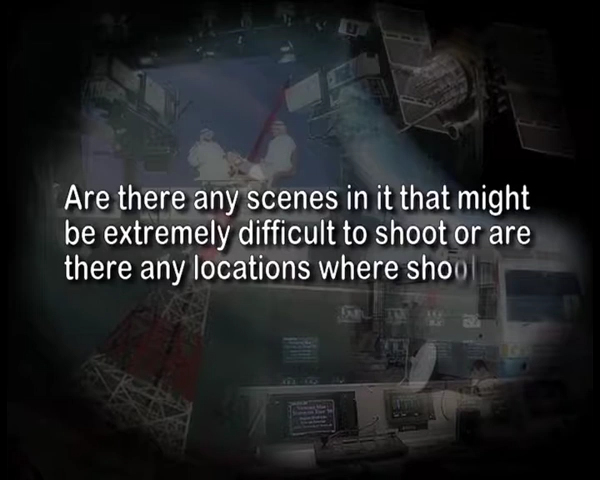 Are there any scenes in it that might
be extremely difficult to shoot or are
there any locations where shoo